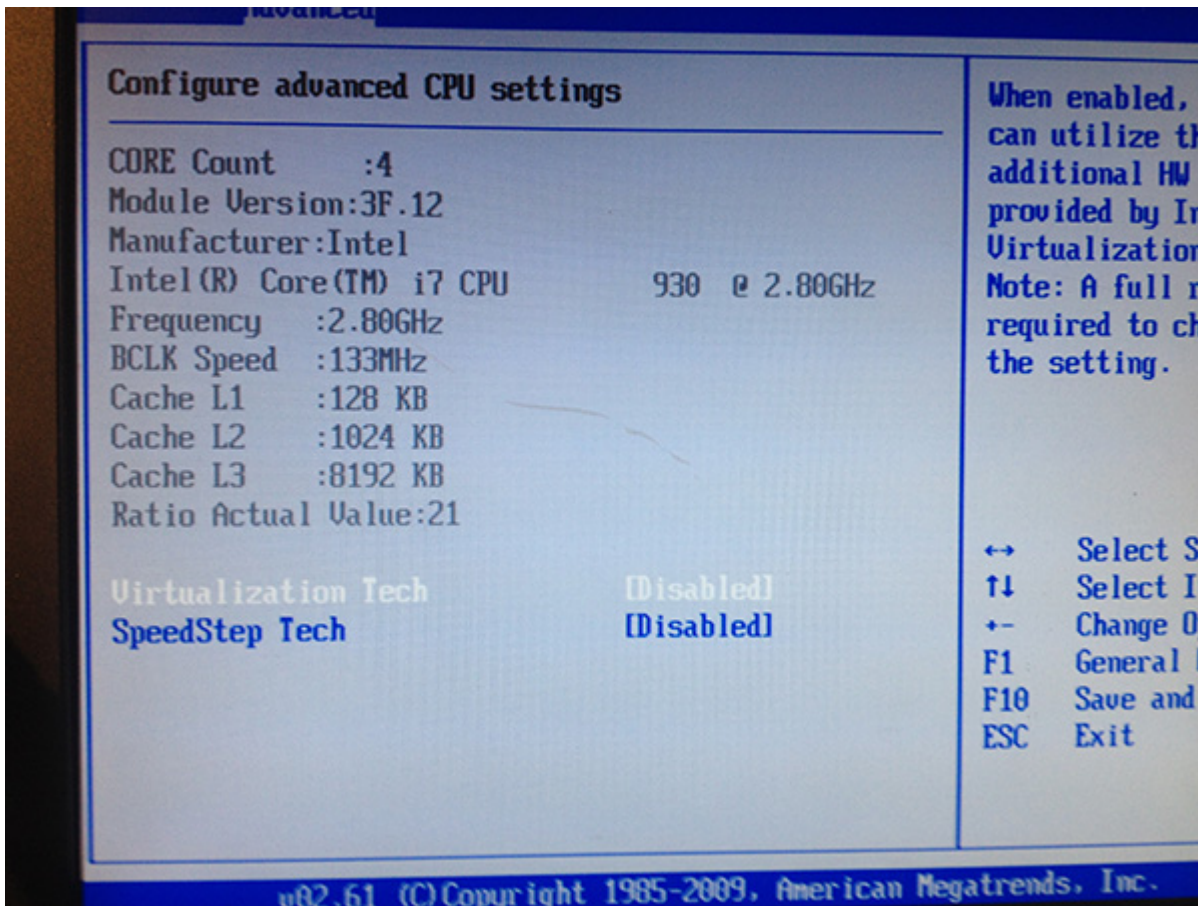 Advanced
Configure advanced CPU settings
CORE Count :4
Module Version:3F.12
Manufacturer:Intel
Intel(R) Core(TM) i7 CPU 930 @ 2.80GHz
Frequency :2.80GHz
BCLK Speed :133MHz
Cache L1 :128 KB
Cache L2 :1024 KB
Cache L3 :8192 KB
Ratio Actual Value:21
Virtualization Tech [Disabled]
SpeedStep Tech [Disabled]
When enabled,
can utilize
additional HW
provided by
Virtualization
Note: A full
required to
the setting.
↔ Select
↑↓ Select
+- Change
F1 General
F10 Save and
ESC Exit
v02.61 (C)Copyright 1985-2009, American Megatrends, Inc.